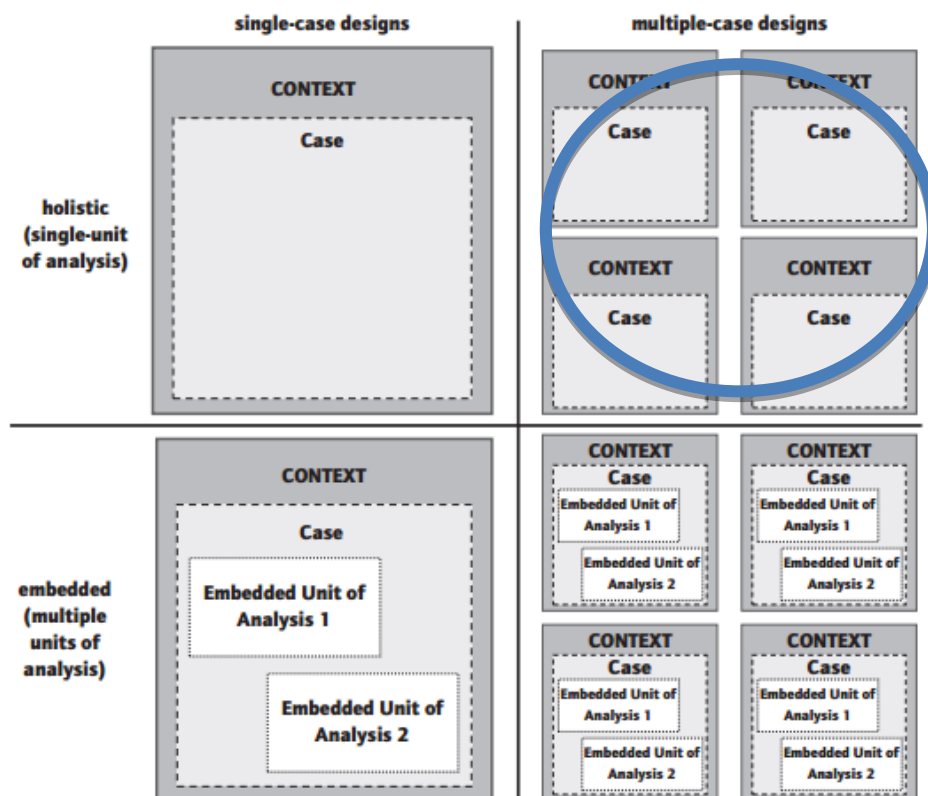 single-case designs
multiple-case designs
holistic
(single-unit
of analysis)
CONTEXT
Case
CONTEXT
Case
CONTEXT
Case
CONTEXT
Case
CONTEXT
Case
embedded
(multiple
units of
analysis)
CONTEXT
Case
Embedded Unit of
Analysis 1
Embedded Unit of
Analysis 2
CONTEXT
Case
Embedded Unit of
Analysis 1
Embedded Unit of
Analysis 2
CONTEXT
Case
Embedded Unit of
Analysis 1
Embedded Unit of
Analysis 2
CONTEXT
Case
Embedded Unit of
Analysis 1
Embedded Unit of
Analysis 2
CONTEXT
Case
Embedded Unit of
Analysis 1
Embedded Unit of
Analysis 2